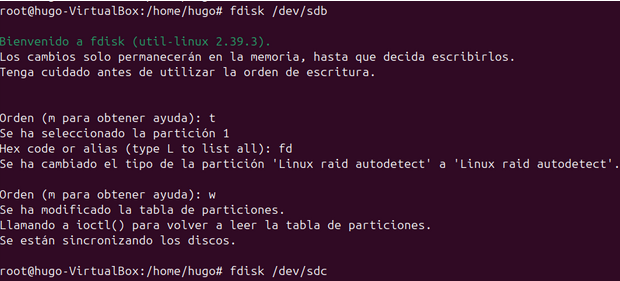 root@hugo-VirtualBox:/home/hugo# fdisk /dev/sdb
Bienvenido a fdisk (util-linux 2.39.3).
Los cambios solo permanecerán en la memoria, hasta que decida escribirlos.
Tenga cuidado antes de utilizar la orden de escritura.
Orden (m para obtener ayuda): t
Se ha seleccionado la partición 1
Hex code or alias (type L to list all): fd
Se ha cambiado el tipo de la partición 'Linux raid autodetect' a 'Linux raid autodetect'.
Orden (m para obtener ayuda): w
Se ha modificado la tabla de particiones.
Llamando a ioctl() para volver a leer la tabla de particiones.
Se están sincronizando los discos.
root@hugo-VirtualBox:/home/hugo# fdisk /dev/sdc